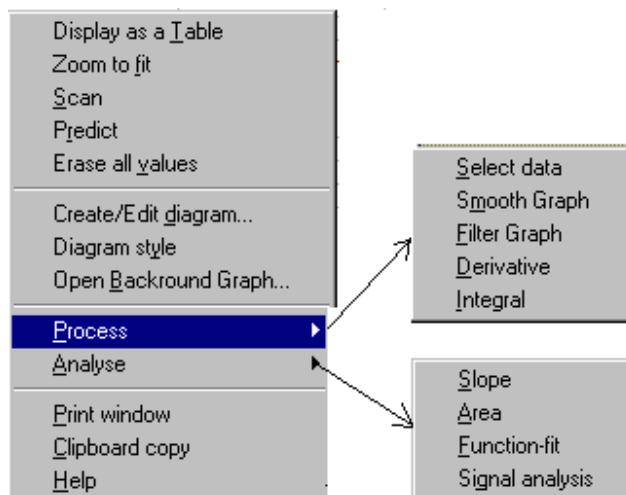 Display as a Table
Zoom to fit
Scan
Predict
Erase all values
Create/Edit diagram...
Diagram style
Open Backround Graph...
Process
Analyse
Print window
Clipboard copy
Help
Select data
Smooth Graph
Filter Graph
Derivative
Integral
Slope
Area
Function-fit
Signal analysis